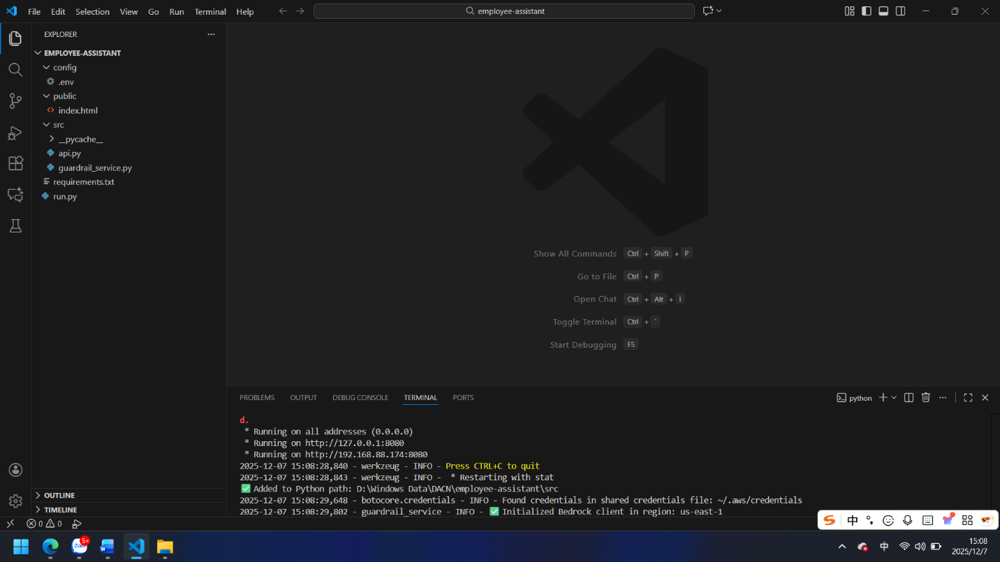 File Edit Selection View Go Run Terminal Help
employee-assistant
EXPLORER
EMPLOYEE-ASSISTANT
config
.env
public
index.html
src
__pycache__
api.py
guardrail_service.py
requirements.txt
run.py
OUTLINE
TIMELINE
Show All Commands Ctrl + Shift + P
Go to File Ctrl + P
Open Chat Ctrl + Alt + I
Toggle Terminal Ctrl + `
Start Debugging F5
PROBLEMS OUTPUT DEBUG CONSOLE TERMINAL PORTS
python
d.
* Running on all addresses (0.0.0.0)
* Running on http://127.0.0.1:8080
* Running on http://192.168.88.174:8080
2025-12-07 15:08:28,840 - werkzeug - INFO - Press CTRL+C to quit
2025-12-07 15:08:28,843 - werkzeug - INFO -  * Restarting with stat
✅ Added to Python path: D:\Windows Data\DACN\employee-assistant\src
2025-12-07 15:08:29,648 - botocore.credentials - INFO - Found credentials in shared credentials file: ~/.aws/credentials
2025-12-07 15:08:29,802 - guardrail_service - INFO - ✅ Initialized Bedrock client in region: us-east-1
0 0
S 中 °,
Zalo 5+
W
中
15:08
2025/12/7